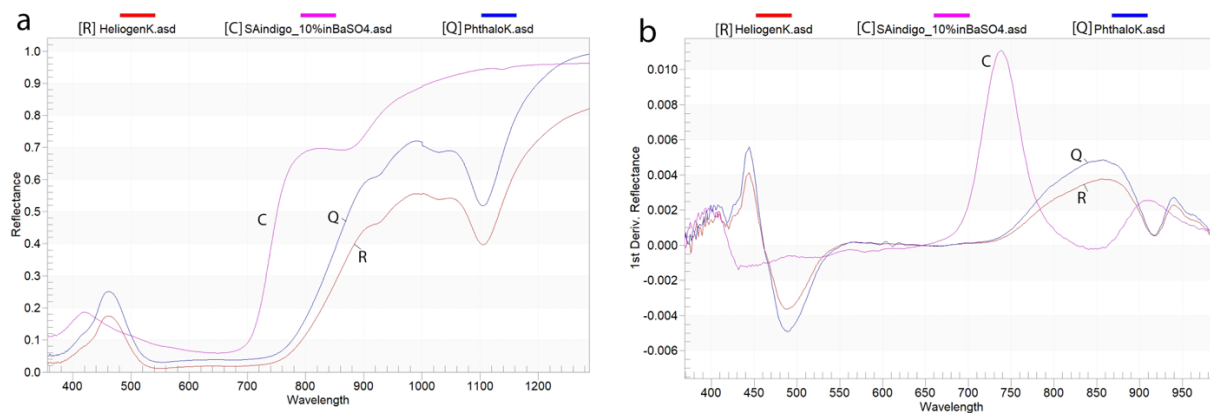 a
[R] HeliogenK.asd [C]SAindigo_10%inBaSO4.asd [Q]PhthaloK.asd
1.0
0.9
0.8
0.7
0.6
0.5
0.4
0.3
0.2
0.1
0.0
Reflectance
C
Q
R
400 500 600 700 800 900 1000 1100 1200
Wavelength
b
[R] HeliogenK.asd [C]SAindigo_10%inBaSO4.asd [Q]PhthaloK.asd
0.010
0.008
0.006
0.004
0.002
0.000
-0.002
-0.004
-0.006
1st Deriv. Reflectance
C
Q
R
400 450 500 550 600 650 700 750 800 850 900 950
Wavelength